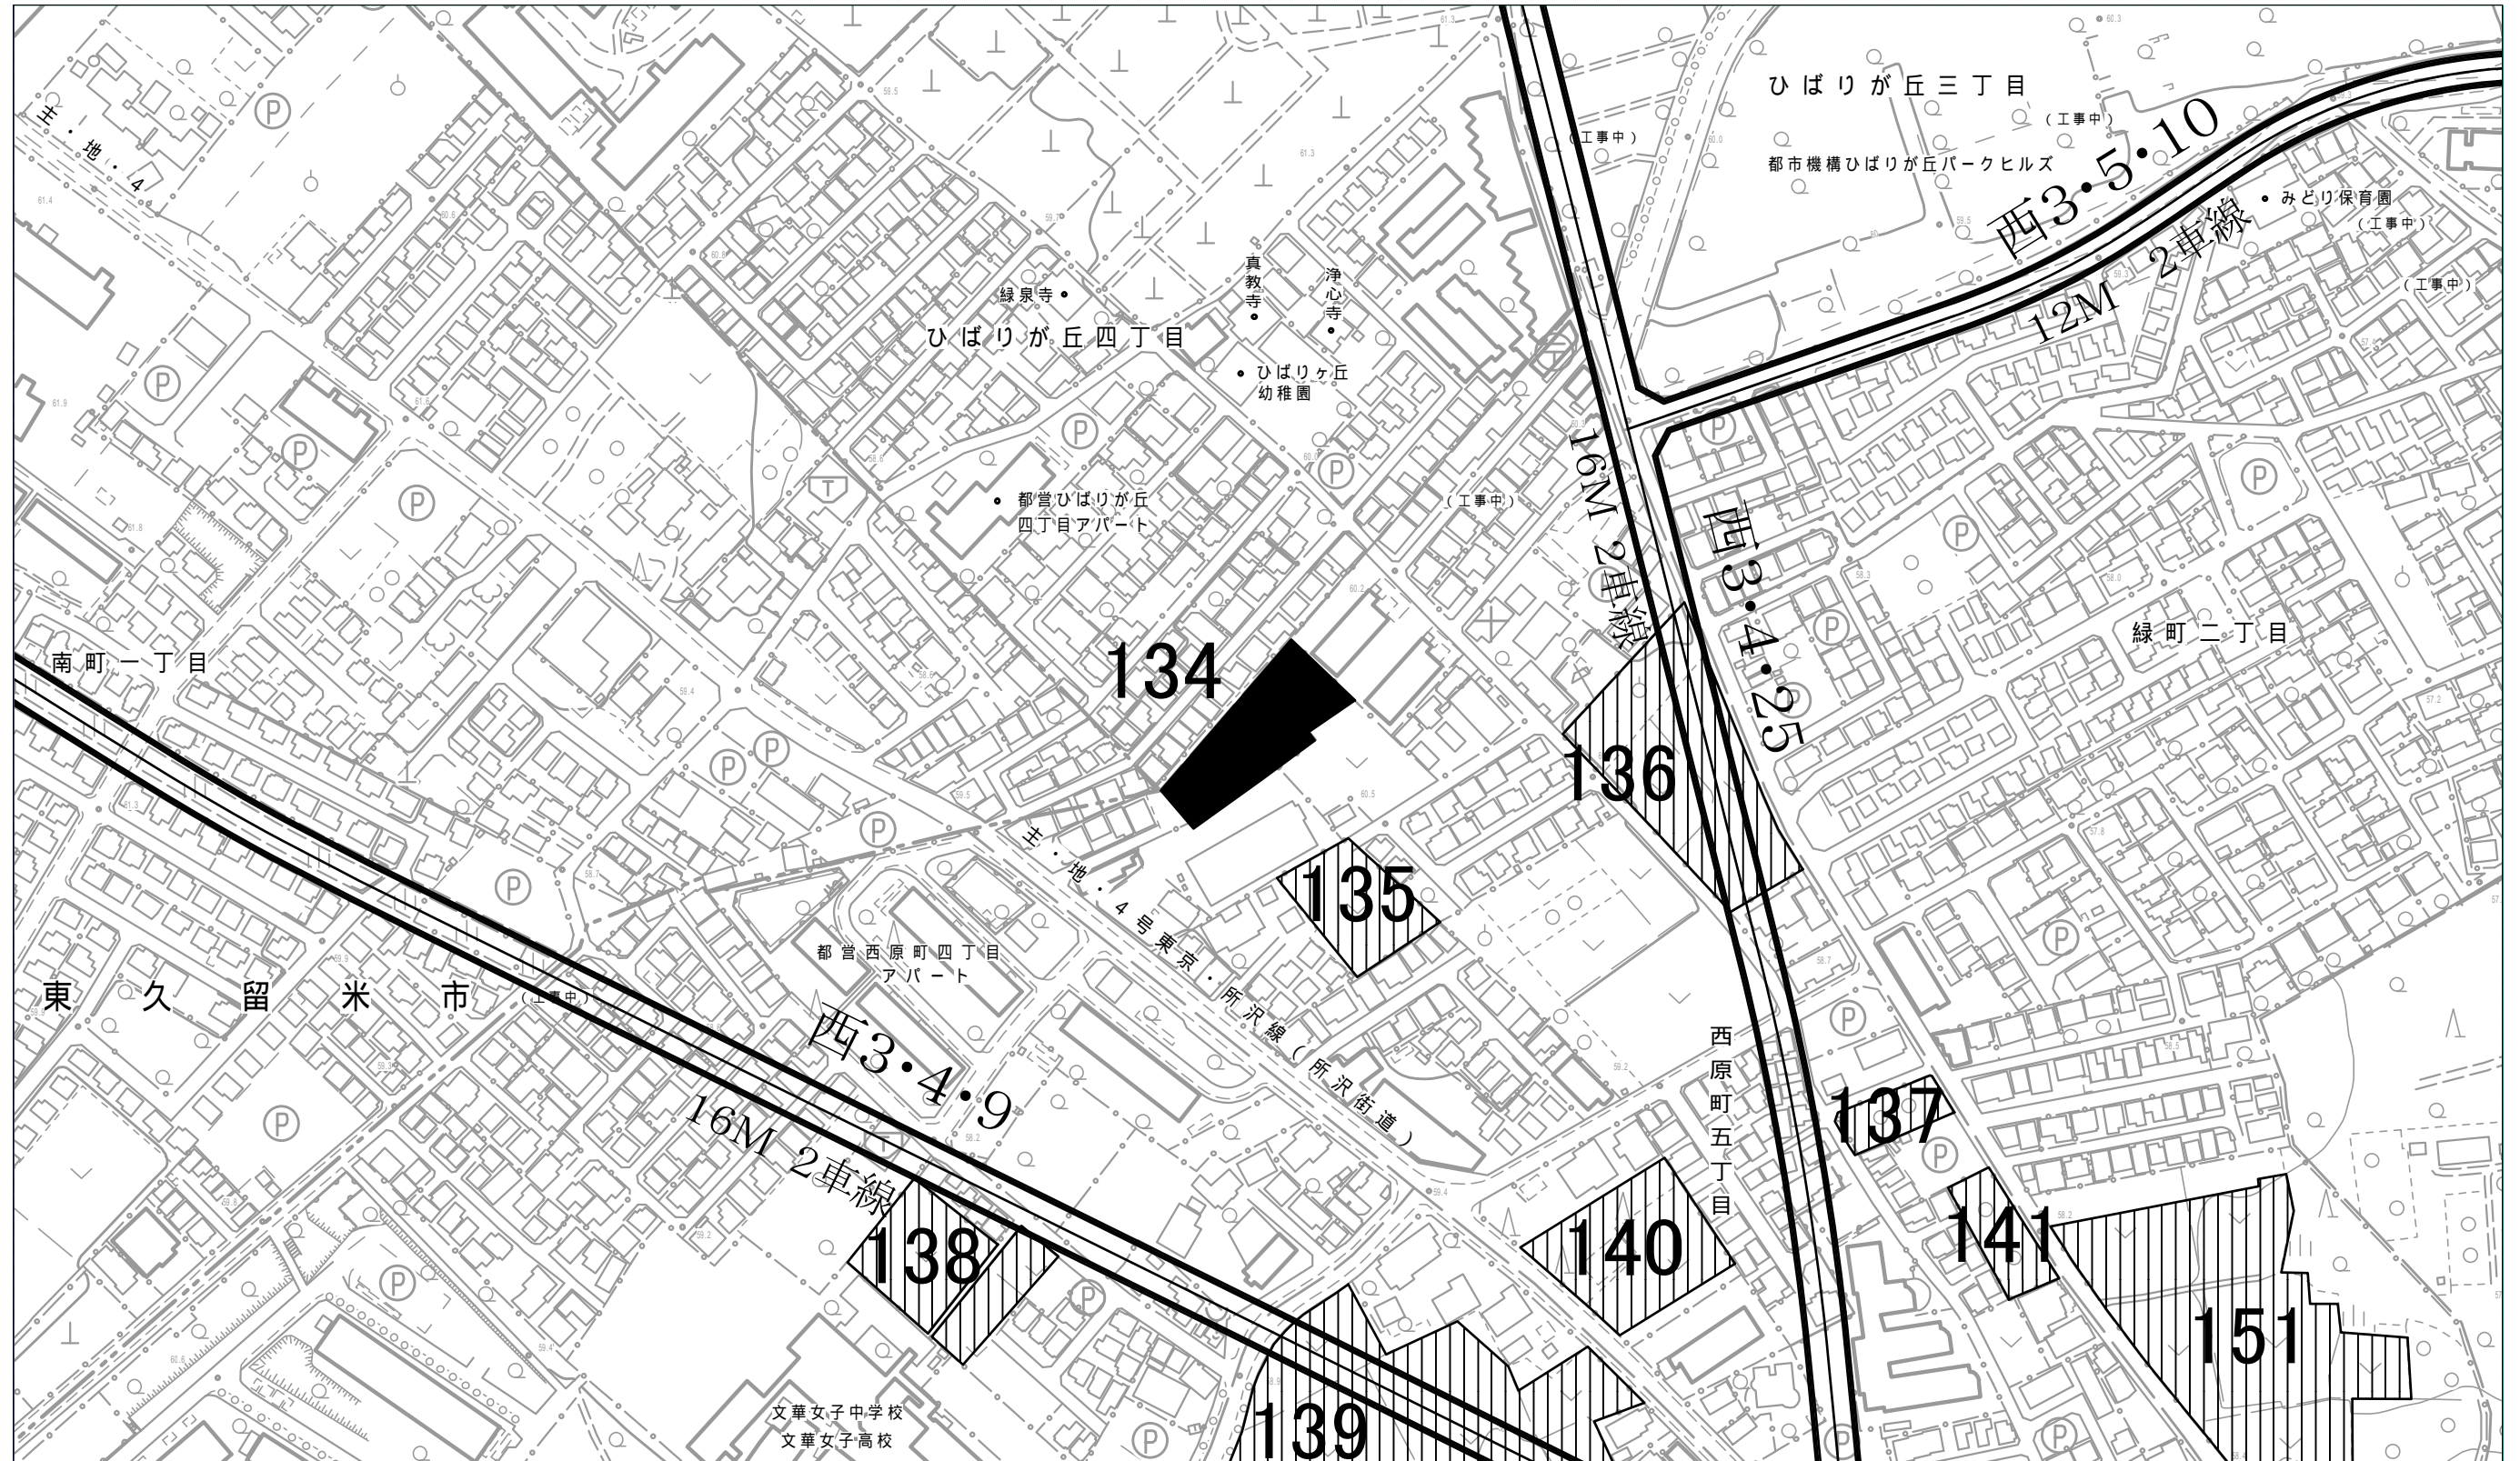 ひばりが丘三丁目
(工事中)
(工事中)
都市機構ひばりが丘パークヒルズ
西3・5・10
2車線
12M
みどり保育園
(工事中)
(工事中)
主・地・4
真教寺
浄心寺
緑泉寺
ひばりが丘四丁目
ひばりヶ丘
幼稚園
都営ひばりが丘
四丁目アパート
(工事中)
16M 2車線
西3・4・25
緑町二丁目
南町一丁目
134
136
135
主・地・4号東京・所沢線(所沢街道)
都営西原町四丁目
アパート
東久留米市
(工事中)
西3・4・9
16M 2車線
西原町五丁目
137
138
140
141
151
139
文華女子中学校
文華女子高校